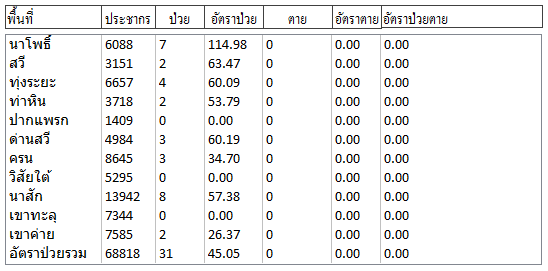 พื้นที่ ประชากร ป่วย อัตราป่วย ตาย อัตราตาย อัตราป่วยตาย
นาโพธิ์ 6088 7 114.98 0 0.00 0.00
สวี 3151 2 63.47 0 0.00 0.00
ทุ่งระยะ 6657 4 60.09 0 0.00 0.00
ท่าหิน 3718 2 53.79 0 0.00 0.00
ปากแพรก 1409 0 0.00 0 0.00 0.00
ด่านสวี 4984 3 60.19 0 0.00 0.00
ครน 8645 3 34.70 0 0.00 0.00
วิสัยใต้ 5295 0 0.00 0 0.00 0.00
นาสัก 13942 8 57.38 0 0.00 0.00
เขาทะลุ 7344 0 0.00 0 0.00 0.00
เขาค่าย 7585 2 26.37 0 0.00 0.00
อัตราป่วยรวม 68818 31 45.05 0 0.00 0.00